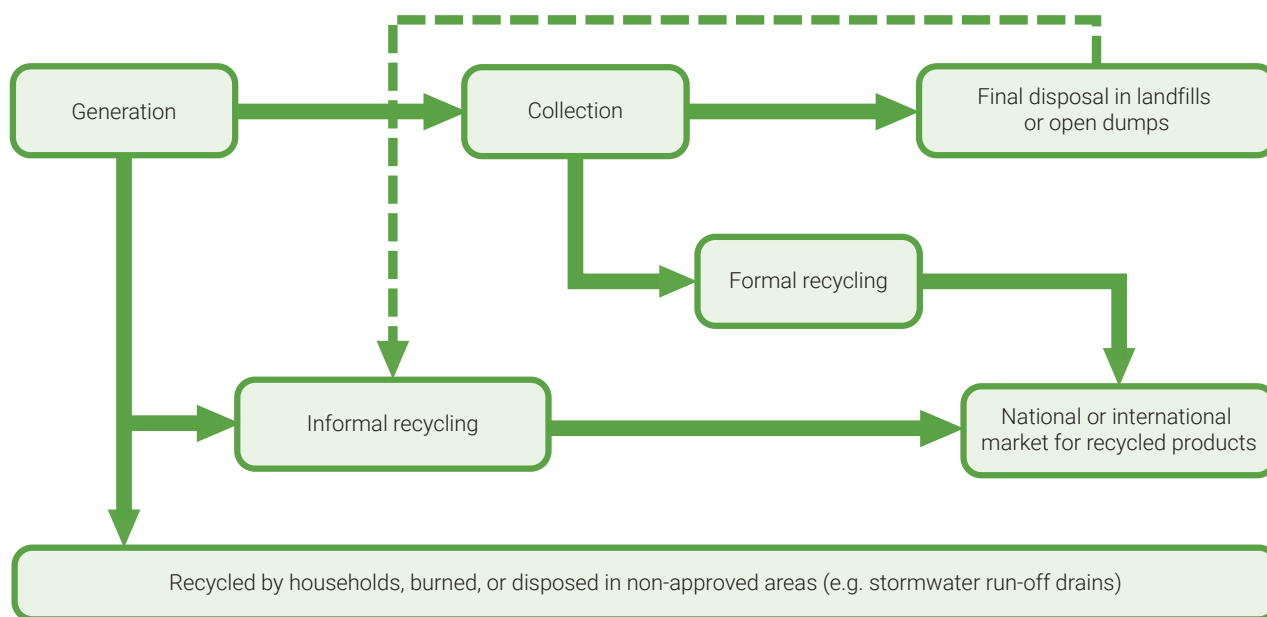 Generation
Collection
Final disposal in landfills
or open dumps
Formal recycling
Informal recycling
National or international
market for recycled products
Recycled by households, burned, or disposed in non-approved areas (e.g. stormwater run-off drains)